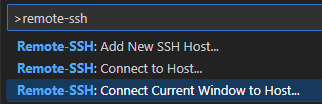 >remote-ssh
Remote-SSH: Add New SSH Host...
Remote-SSH: Connect to Host...
Remote-SSH: Connect Current Window to Host...